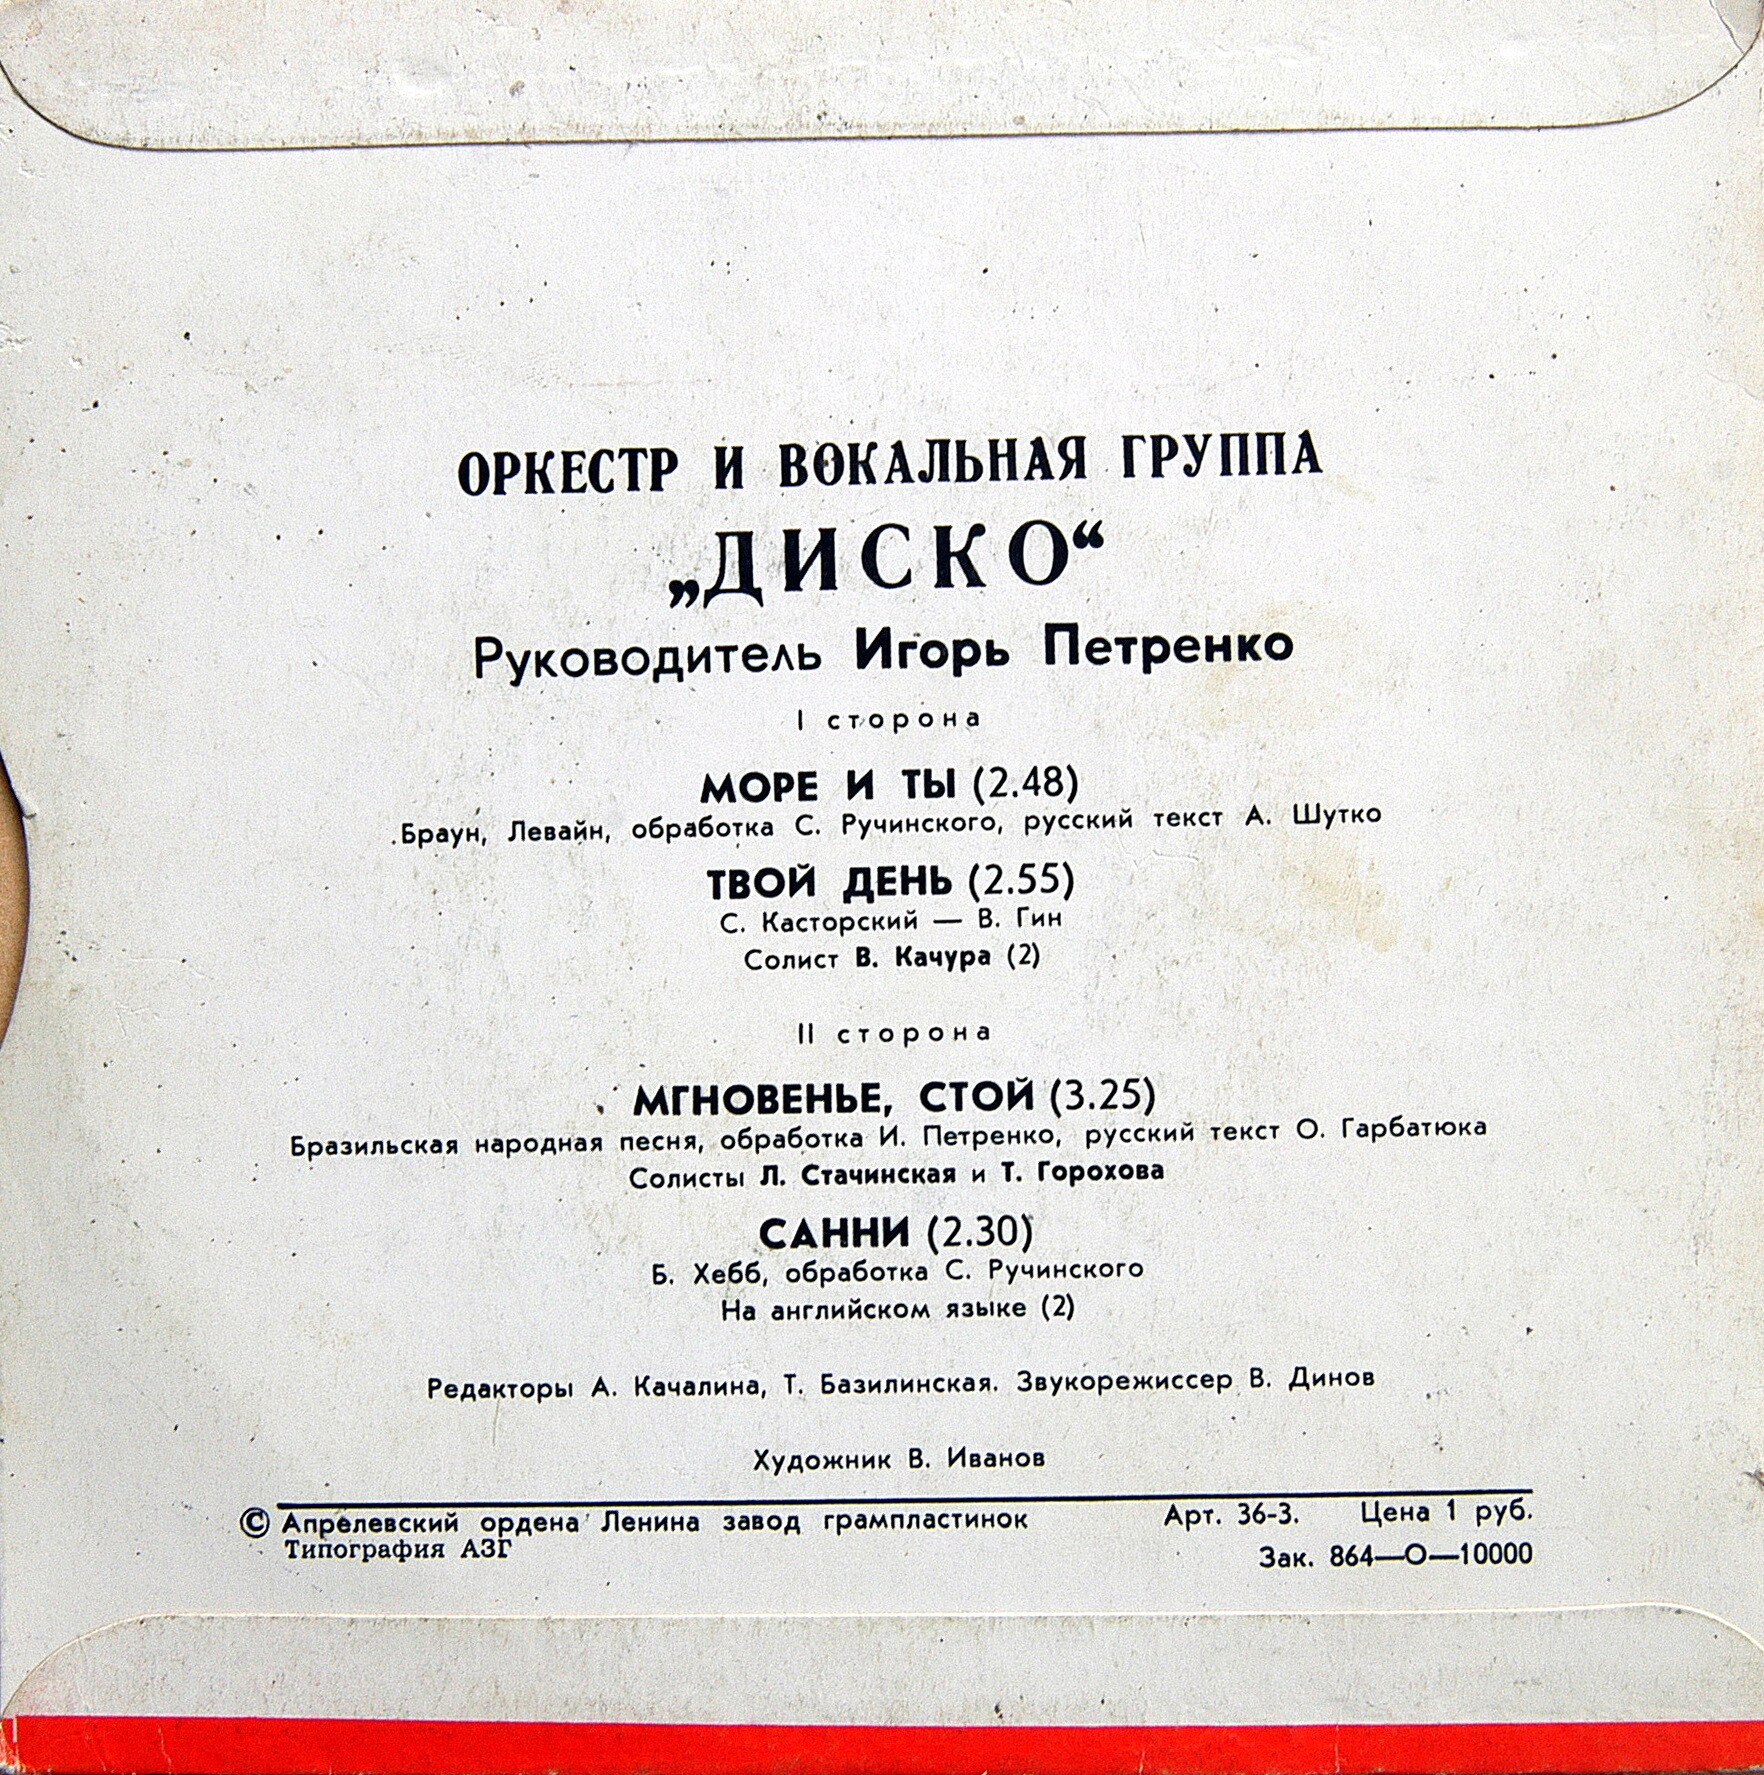 ОРКЕСТР И ВОКАЛЬНАЯ ГРУППА
„ДИСКО“
Руководитель Игорь Петренко
I сторона
МОРЕ И ТЫ (2.48)
Браун, Левайн, обработка С. Ручинского, русский текст А. Шутко
ТВОЙ ДЕНЬ (2.55)
С. Касторский — В. Гин
Солист В. Качура (2)
II сторона
МГНОВЕНЬЕ, СТОЙ (3.25)
Бразильская народная песня, обработка И. Петренко, русский текст О. Гарбатюка
Солисты Л. Стачинская и Т. Горохова
САННИ (2.30)
Б. Хебб, обработка С. Ручинского
На английском языке (2)
Редакторы А. Качалина, Т. Базилинская. Звукорежиссер В. Динов
Художник В. Иванов
© Апрелевский ордена Ленина завод грампластинок Арт. 36-3. Цена 1 руб.
Типография АЗГ Зак. 864—О—10000